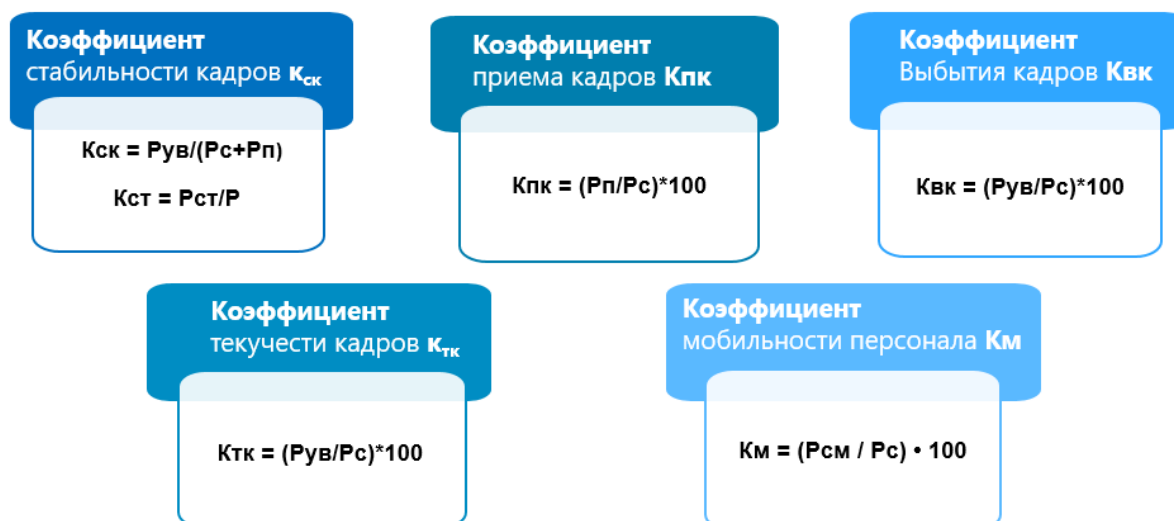 Коэффициент
стабильности кадров кск
Кск = Рув/(Рс+Рп)
Кст = Рст/Р
Коэффициент
приема кадров Кпк
Кпк = (Рп/Рс)*100
Коэффициент
Выбытия кадров Квк
Квк = (Рув/Рс)*100
Коэффициент
текучести кадров ктк
Ктк = (Рув/Рс)*100
Коэффициент
мобильности персонала Км
Км = (Рсм / Рс) • 100